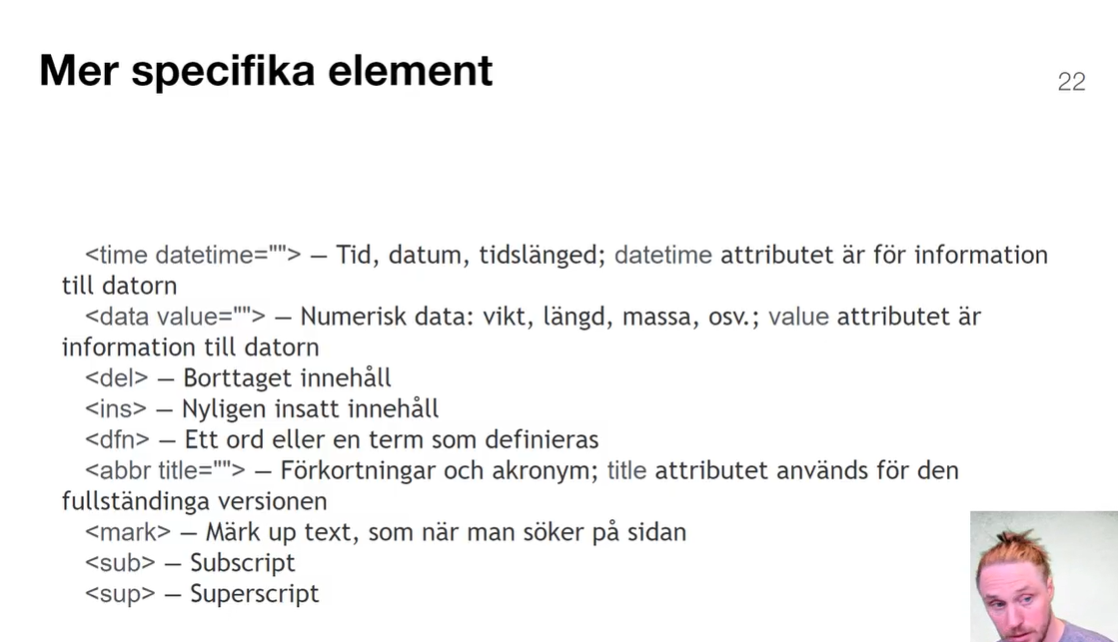 Mer specifika element
22
<time datetime=""> — Tid, datum, tidslänged; datetime attributet är för information
till datorn
<data value=""> — Numerisk data: vikt, längd, massa, osv.; value attributet är
information till datorn
<del> — Borttaget innehåll
<ins> — Nyligen insatt innehåll
<dfn> — Ett ord eller en term som definieras
<abbr title=""> — Förkortningar och akronym; title attributet används för den
fullständinga versionen
<mark> — Märk up text, som när man söker på sidan
<sub> — Subscript
<sup> — Superscript